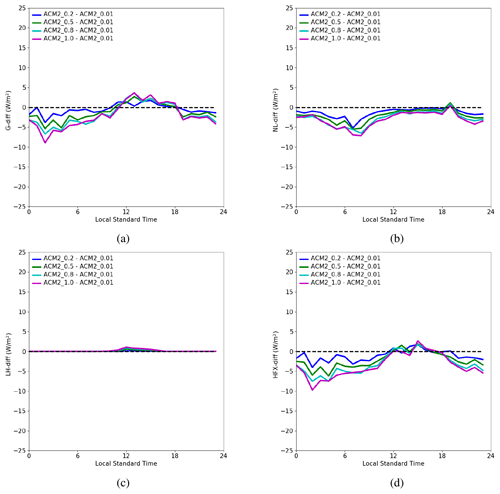 25
20
15
10
5
0
−5
−10
−15
−20
−25
G-diff (W/m²)
ACM2_0.2 - ACM2_0.01
ACM2_0.5 - ACM2_0.01
ACM2_0.8 - ACM2_0.01
ACM2_1.0 - ACM2_0.01
0 6 12 18 24
Local Standard Time
(a)
25
20
15
10
5
0
−5
−10
−15
−20
−25
NL-diff (W/m²)
ACM2_0.2 - ACM2_0.01
ACM2_0.5 - ACM2_0.01
ACM2_0.8 - ACM2_0.01
ACM2_1.0 - ACM2_0.01
0 6 12 18 24
Local Standard Time
(b)
25
20
15
10
5
0
−5
−10
−15
−20
−25
LH-diff (W/m²)
ACM2_0.2 - ACM2_0.01
ACM2_0.5 - ACM2_0.01
ACM2_0.8 - ACM2_0.01
ACM2_1.0 - ACM2_0.01
0 6 12 18 24
Local Standard Time
(c)
25
20
15
10
5
0
−5
−10
−15
−20
−25
HFX-diff (W/m²)
ACM2_0.2 - ACM2_0.01
ACM2_0.5 - ACM2_0.01
ACM2_0.8 - ACM2_0.01
ACM2_1.0 - ACM2_0.01
0 6 12 18 24
Local Standard Time
(d)